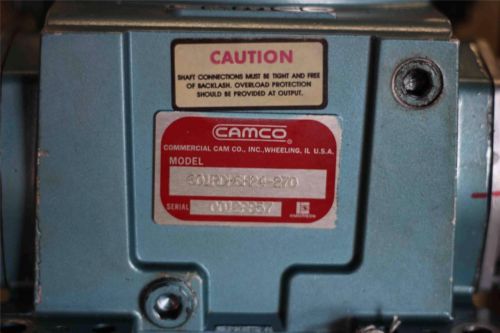 CAUTION
SHAFT CONNECTIONS MUST BE TIGHT AND FREE
OF BACKLASH. OVERLOAD PROTECTION
SHOULD BE PROVIDED AT OUTPUT.
CAMCO
COMMERCIAL CAM CO., INC., WHEELING, IL U.S.A.
MODEL
SERIAL
EMERSON